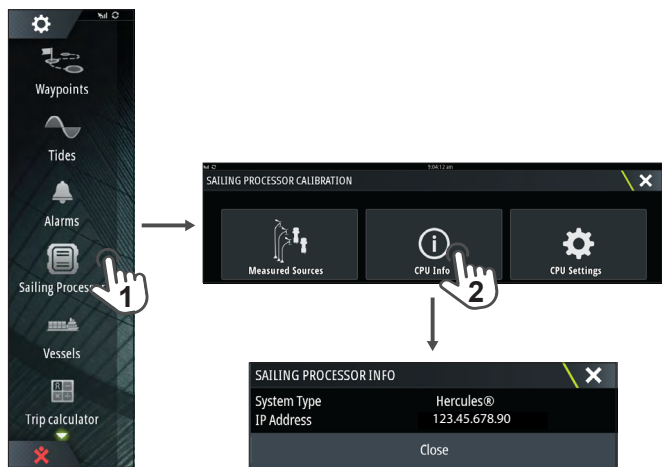 Waypoints
Tides
Alarms
Sailing Processor
1
Vessels
Trip calculator
9:04:12 am
SAILING PROCESSOR CALIBRATION
Measured Sources
CPU Info
CPU Settings
2
SAILING PROCESSOR INFO
System Type Hercules®
IP Address 123.45.678.90
Close